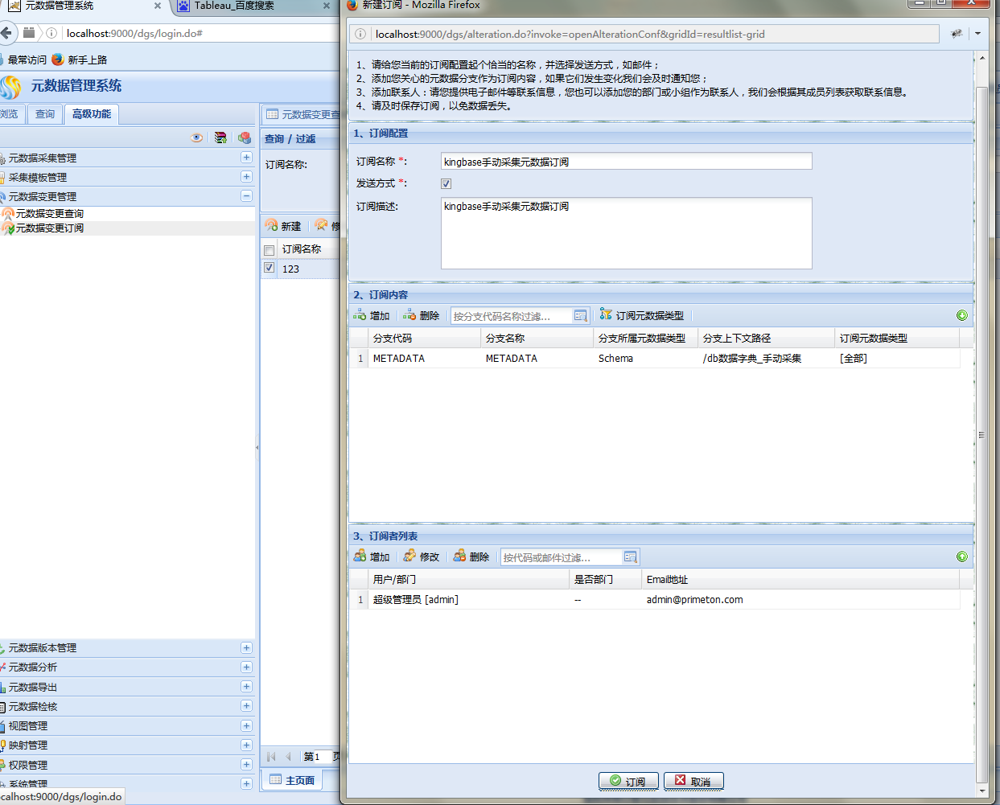 元数据管理系统
Tableau_百度搜索
localhost:9000/dgs/login.do#
最常访问
新手上路
元数据管理系统
浏览
查询
高级功能
元数据采集管理
采集模板管理
元数据变更管理
元数据变更查询
元数据变更订阅
元数据版本管理
元数据分析
元数据导出
元数据检核
视图管理
映射管理
权限管理
系统管理
ocalhost:9000/dgs/login.do
元数据变更查
查询 / 过滤
订阅名称:
新建
修
订阅名称
123
第 1 页
主页面
新建订阅 - Mozilla Firefox
localhost:9000/dgs/alteration.do?invoke=openAlterationConf&gridId=resultlist-grid
1、请给您当前的订阅配置起个恰当的名称，并选择发送方式，如邮件；
2、添加您关心的元数据分支作为订阅内容，如果它们发生变化我们会及时通知您；
3、添加联系人：请您提供电子邮件等联系信息，您也可以添加您的部门或小组作为联系人，我们会根据其成员列表获取联系信息。
4、请及时保存订阅，以免数据丢失。
1、订阅配置
订阅名称 *: kingbase手动采集元数据订阅
发送方式 *:
订阅描述: kingbase手动采集元数据订阅
2、订阅内容
增加 删除 按分支代码名称过滤... 订阅元数据类型
分支代码 分支名称 分支所属元数据类型 分支上下文路径 订阅元数据类型
1 METADATA METADATA Schema /db数据字典_手动采集 [全部]
3、订阅者列表
增加 修改 删除 按代码或邮件过滤...
用户/部门 是否部门 Email地址
1 超级管理员 [admin] -- admin@primeton.com
订阅 取消